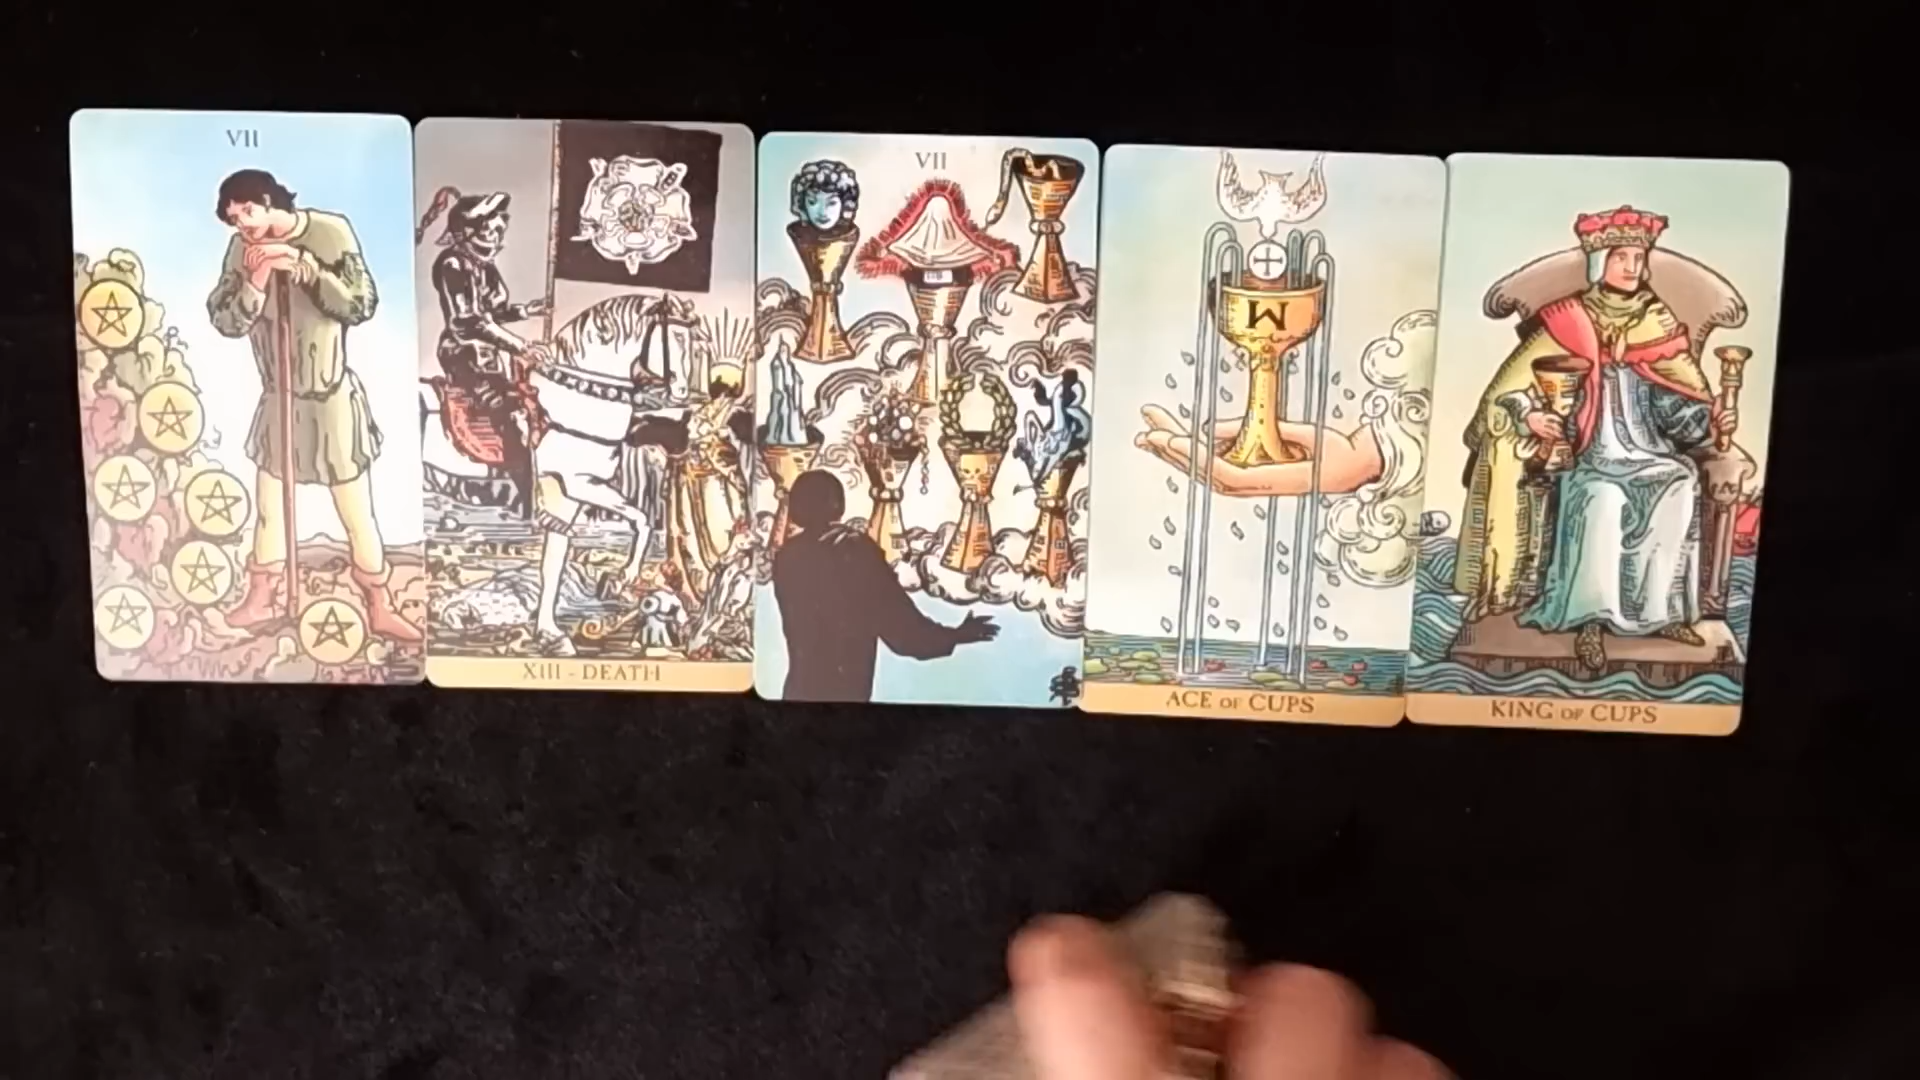 VII
XIII - DEATH
VII
M
ACE OF CUPS
KING OF CUPS